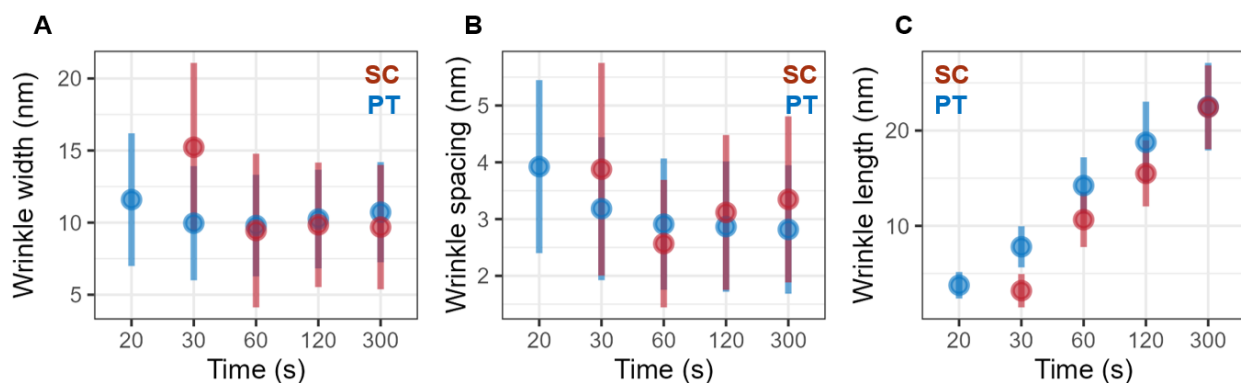 A
Wrinkle width (nm)
20
15
10
5
SC
PT
20 30 60 120 300
Time (s)
B
Wrinkle spacing (nm)
5
4
3
2
SC
PT
20 30 60 120 300
Time (s)
C
Wrinkle length (nm)
20
10
SC
PT
20 30 60 120 300
Time (s)